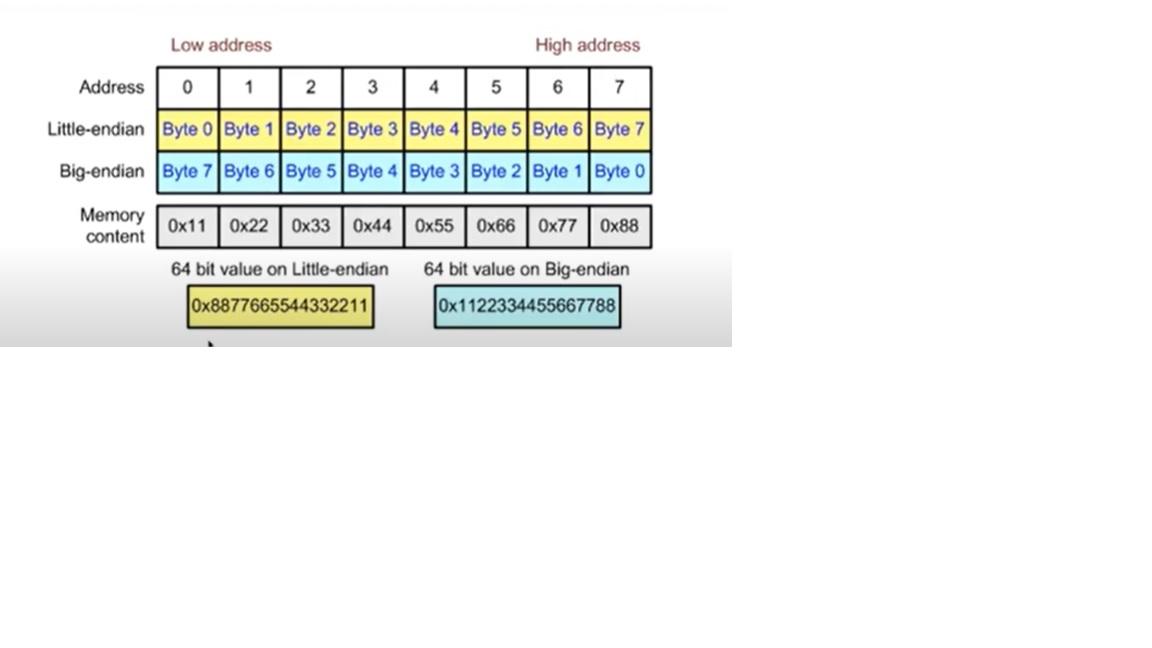 Low address High address
Address 0 1 2 3 4 5 6 7
Little-endian Byte 0 Byte 1 Byte 2 Byte 3 Byte 4 Byte 5 Byte 6 Byte 7
Big-endian Byte 7 Byte 6 Byte 5 Byte 4 Byte 3 Byte 2 Byte 1 Byte 0
Memory
content 0x11 0x22 0x33 0x44 0x55 0x66 0x77 0x88
64 bit value on Little-endian 64 bit value on Big-endian
0x8877665544332211 0x1122334455667788